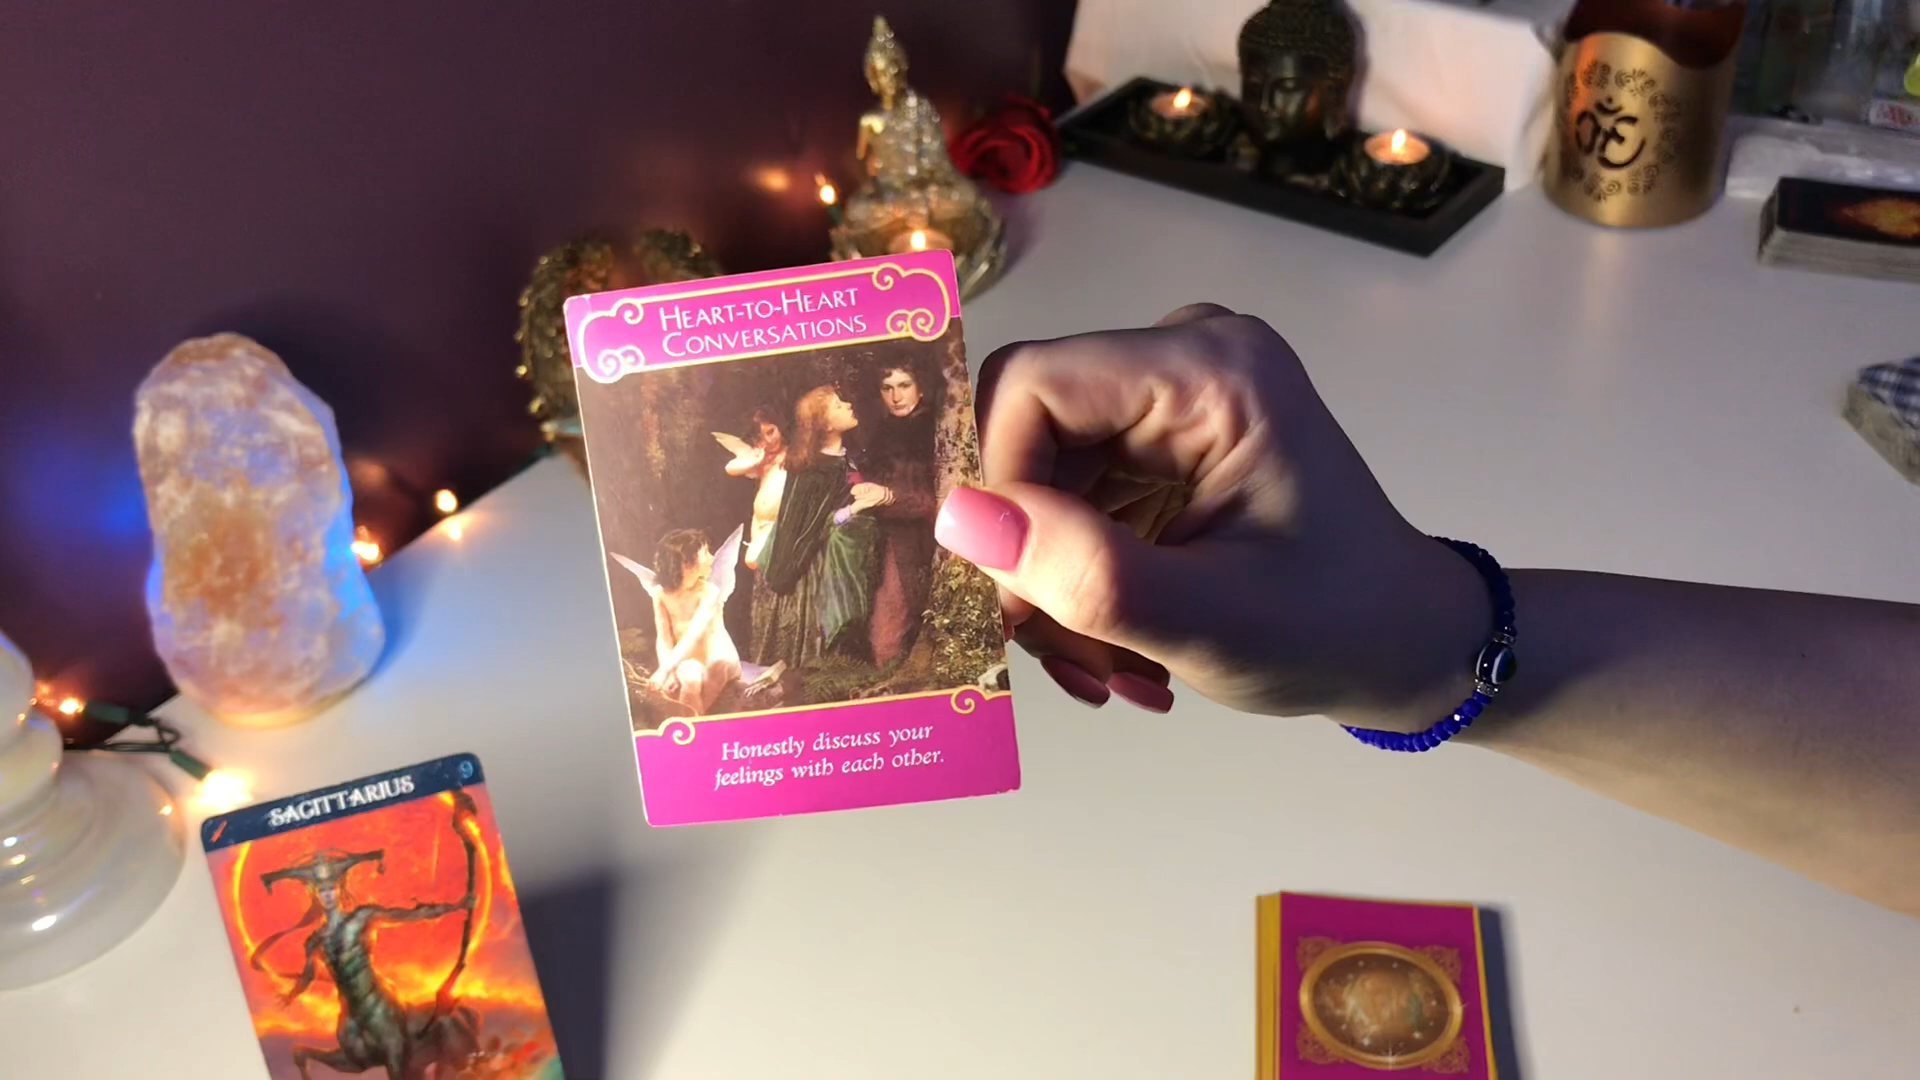 HEART-TO-HEART
CONVERSATIONS
Honestly discuss your
feelings with each other.
SAGITTARIUS
9
ॐ